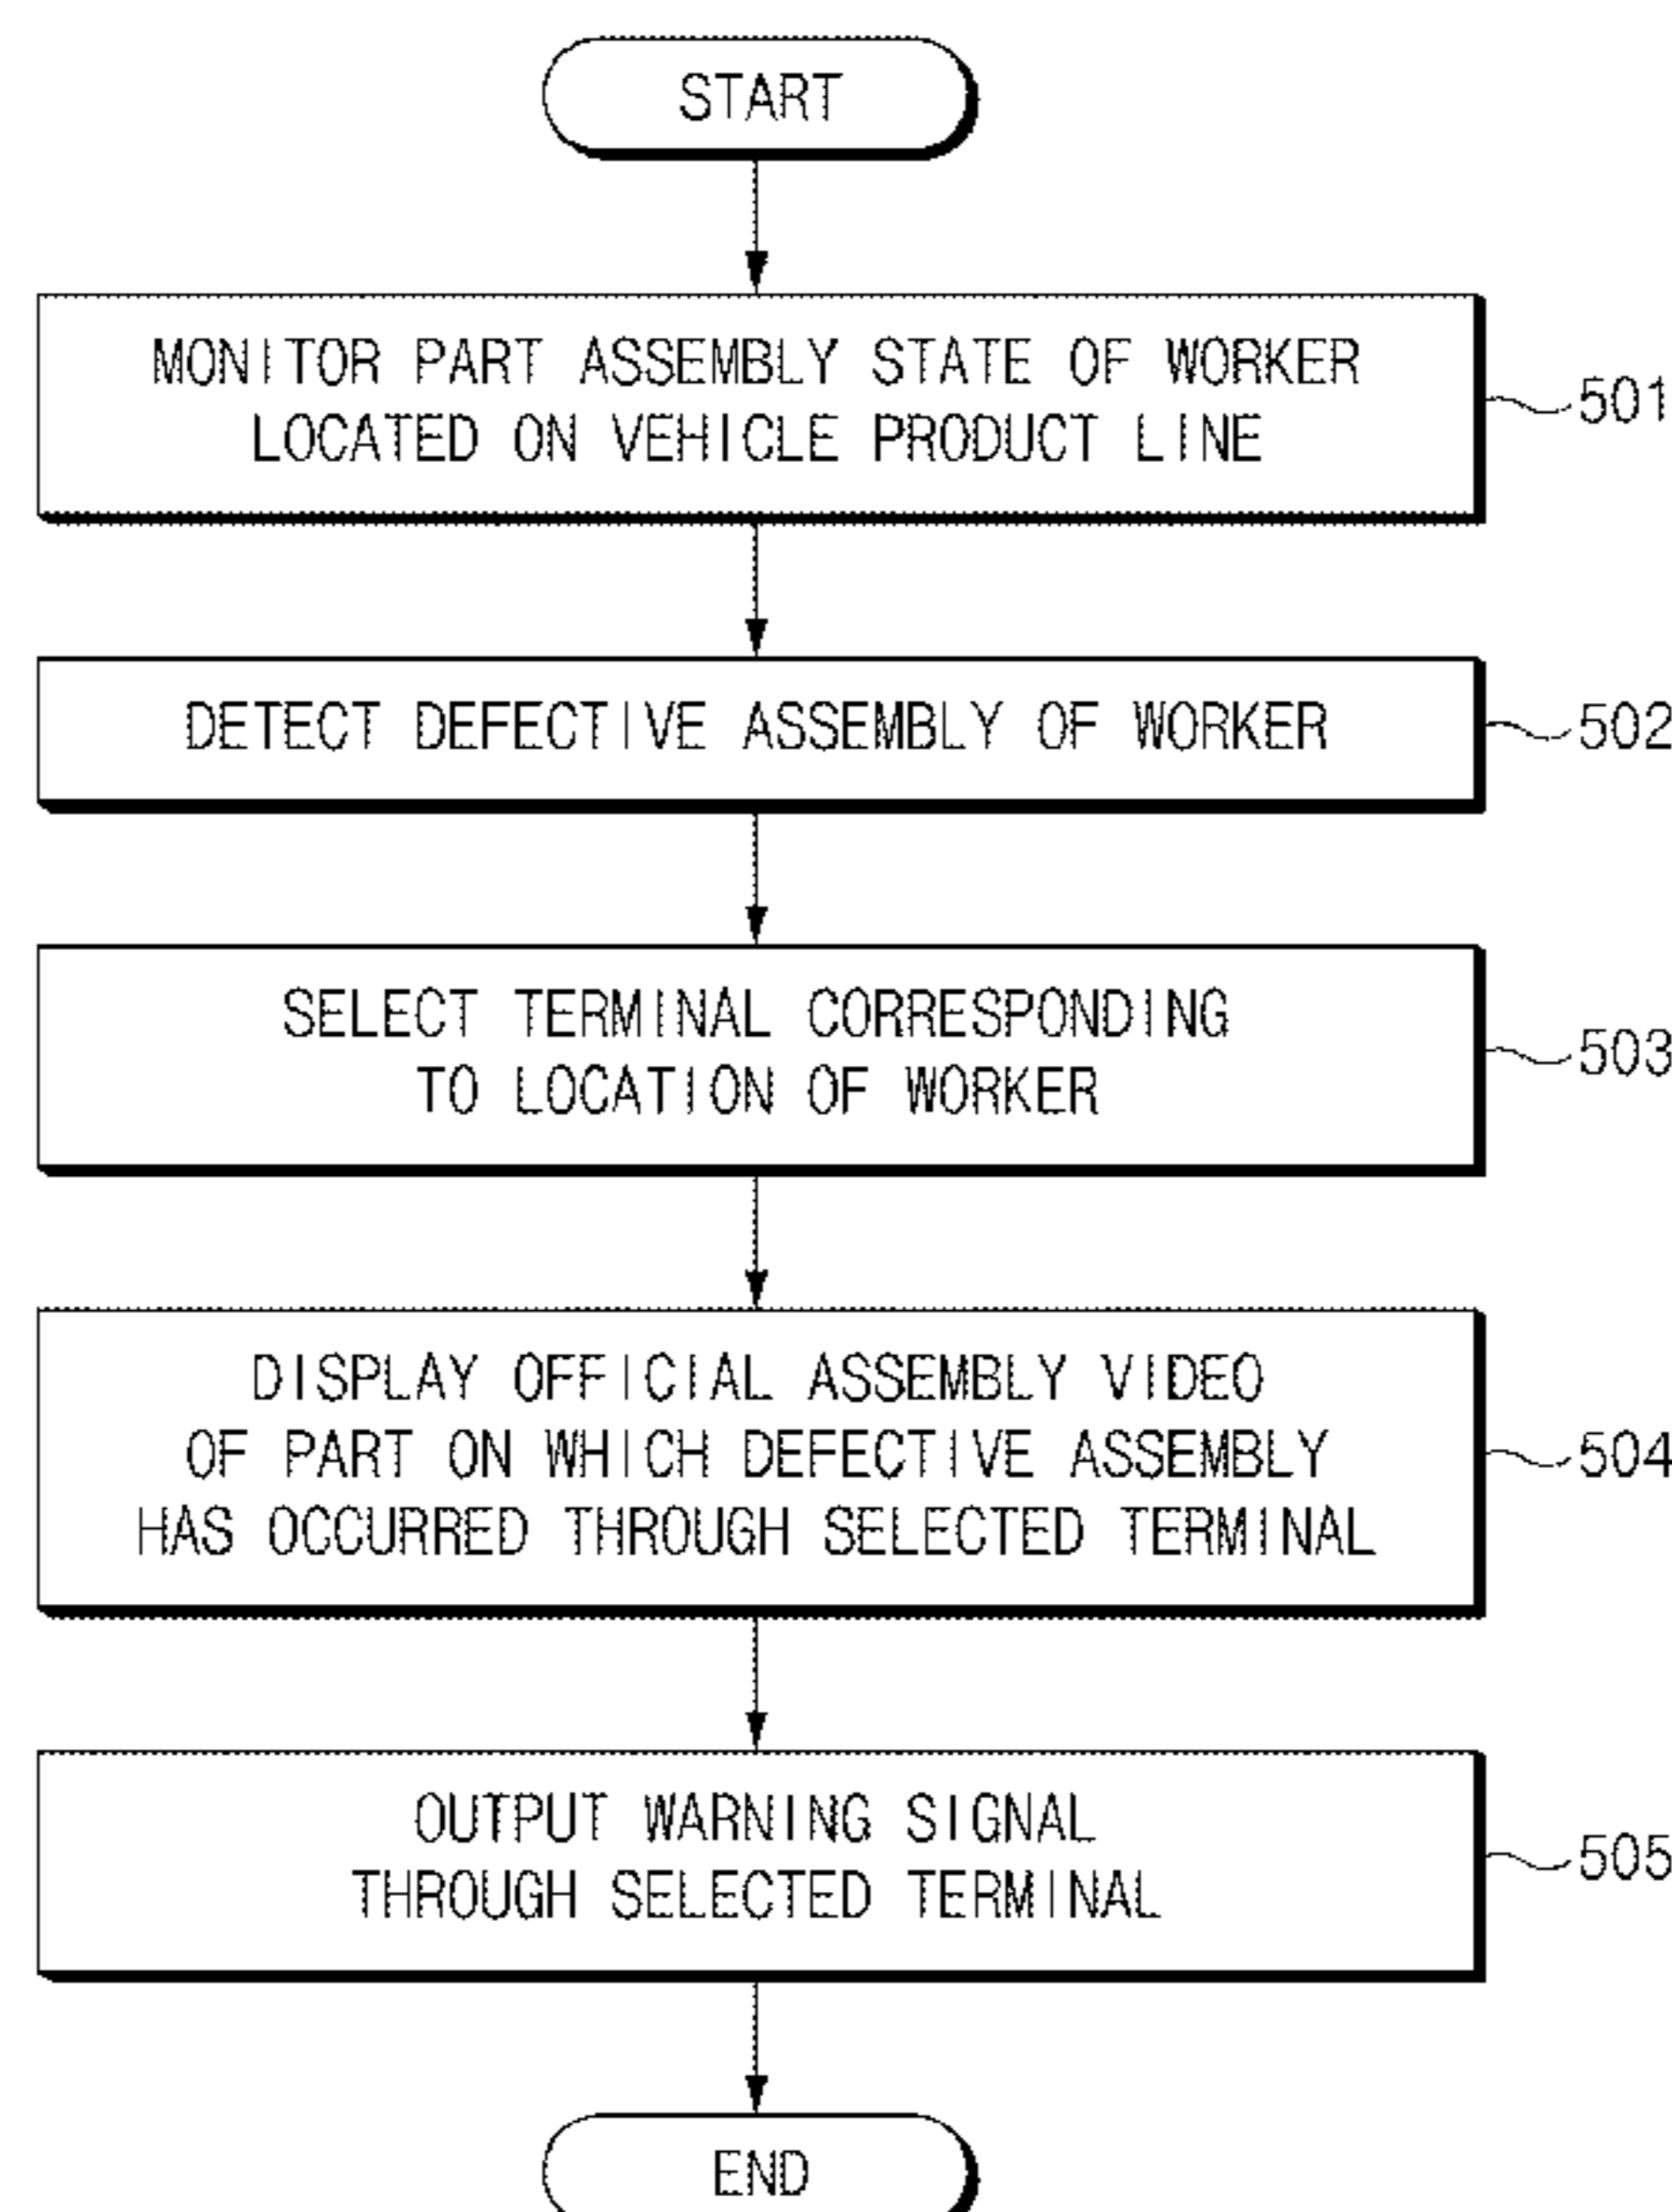 START
MONITOR PART ASSEMBLY STATE OF WORKER
LOCATED ON VEHICLE PRODUCT LINE
501
DETECT DEFECTIVE ASSEMBLY OF WORKER
502
SELECT TERMINAL CORRESPONDING
TO LOCATION OF WORKER
503
DISPLAY OFFICIAL ASSEMBLY VIDEO
OF PART ON WHICH DEFECTIVE ASSEMBLY
HAS OCCURRED THROUGH SELECTED TERMINAL
504
OUTPUT WARNING SIGNAL
THROUGH SELECTED TERMINAL
505
END